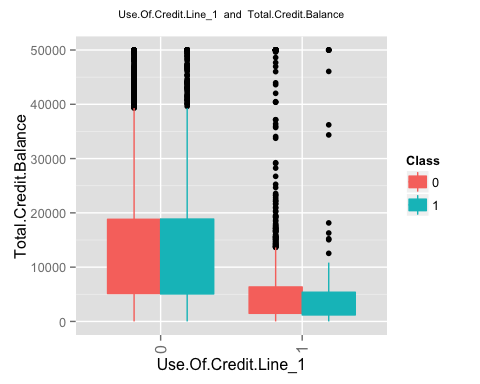 Use.Of.Credit.Line_1 and Total.Credit.Balance
50000
40000
30000
20000
10000
0
Total.Credit.Balance
0
1
Use.Of.Credit.Line_1
Class
0
1